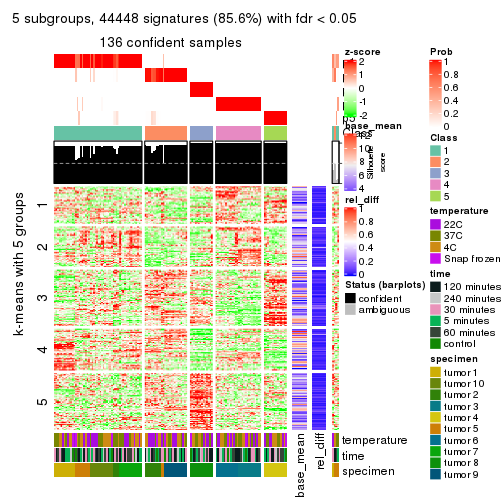 5 subgroups, 44448 signatures (85.6%) with fdr < 0.05
136 confident samples
k-means with 5 groups
1
2
3
4
5
Silhouette
score
z-score
2
1
0
-1
-2
base_mean
12
10
8
6
4
rel_diff
1
0.8
0.6
0.4
0.2
0
Status (barplots)
confident
ambiguous
Prob
1
0.8
0.6
0.4
0.2
0
Class
1
2
3
4
5
temperature
22C
37C
4C
Snap frozen
time
120 minutes
240 minutes
30 minutes
5 minutes
60 minutes
control
specimen
tumor 1
tumor 10
tumor 2
tumor 3
tumor 4
tumor 5
tumor 6
tumor 7
tumor 8
tumor 9
temperature
time
specimen
base_mean
rel_diff